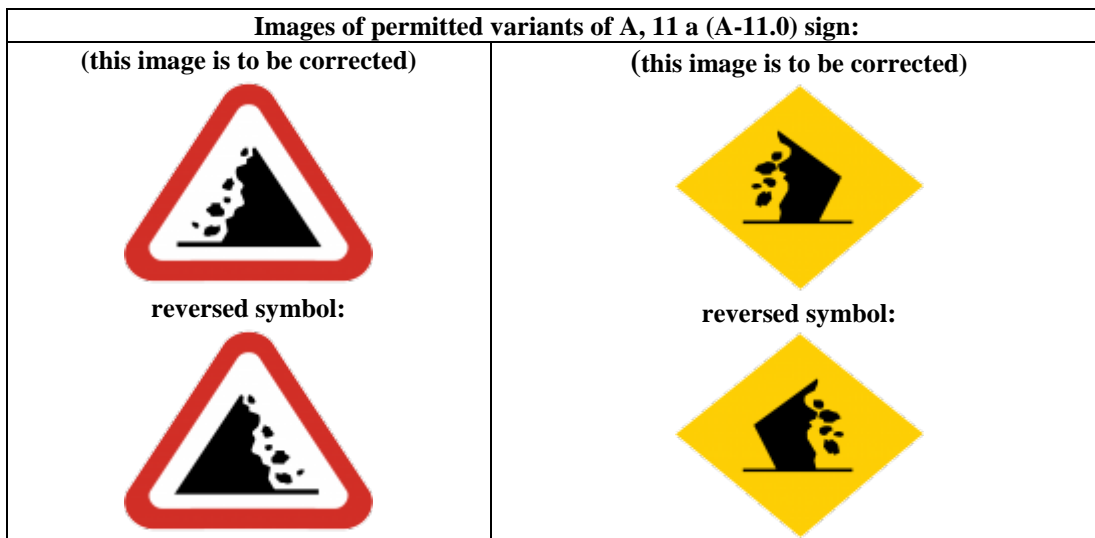 Images of permitted variants of A, 11 a (A-11.0) sign:
(this image is to be corrected)
reversed symbol:
(this image is to be corrected)
reversed symbol: